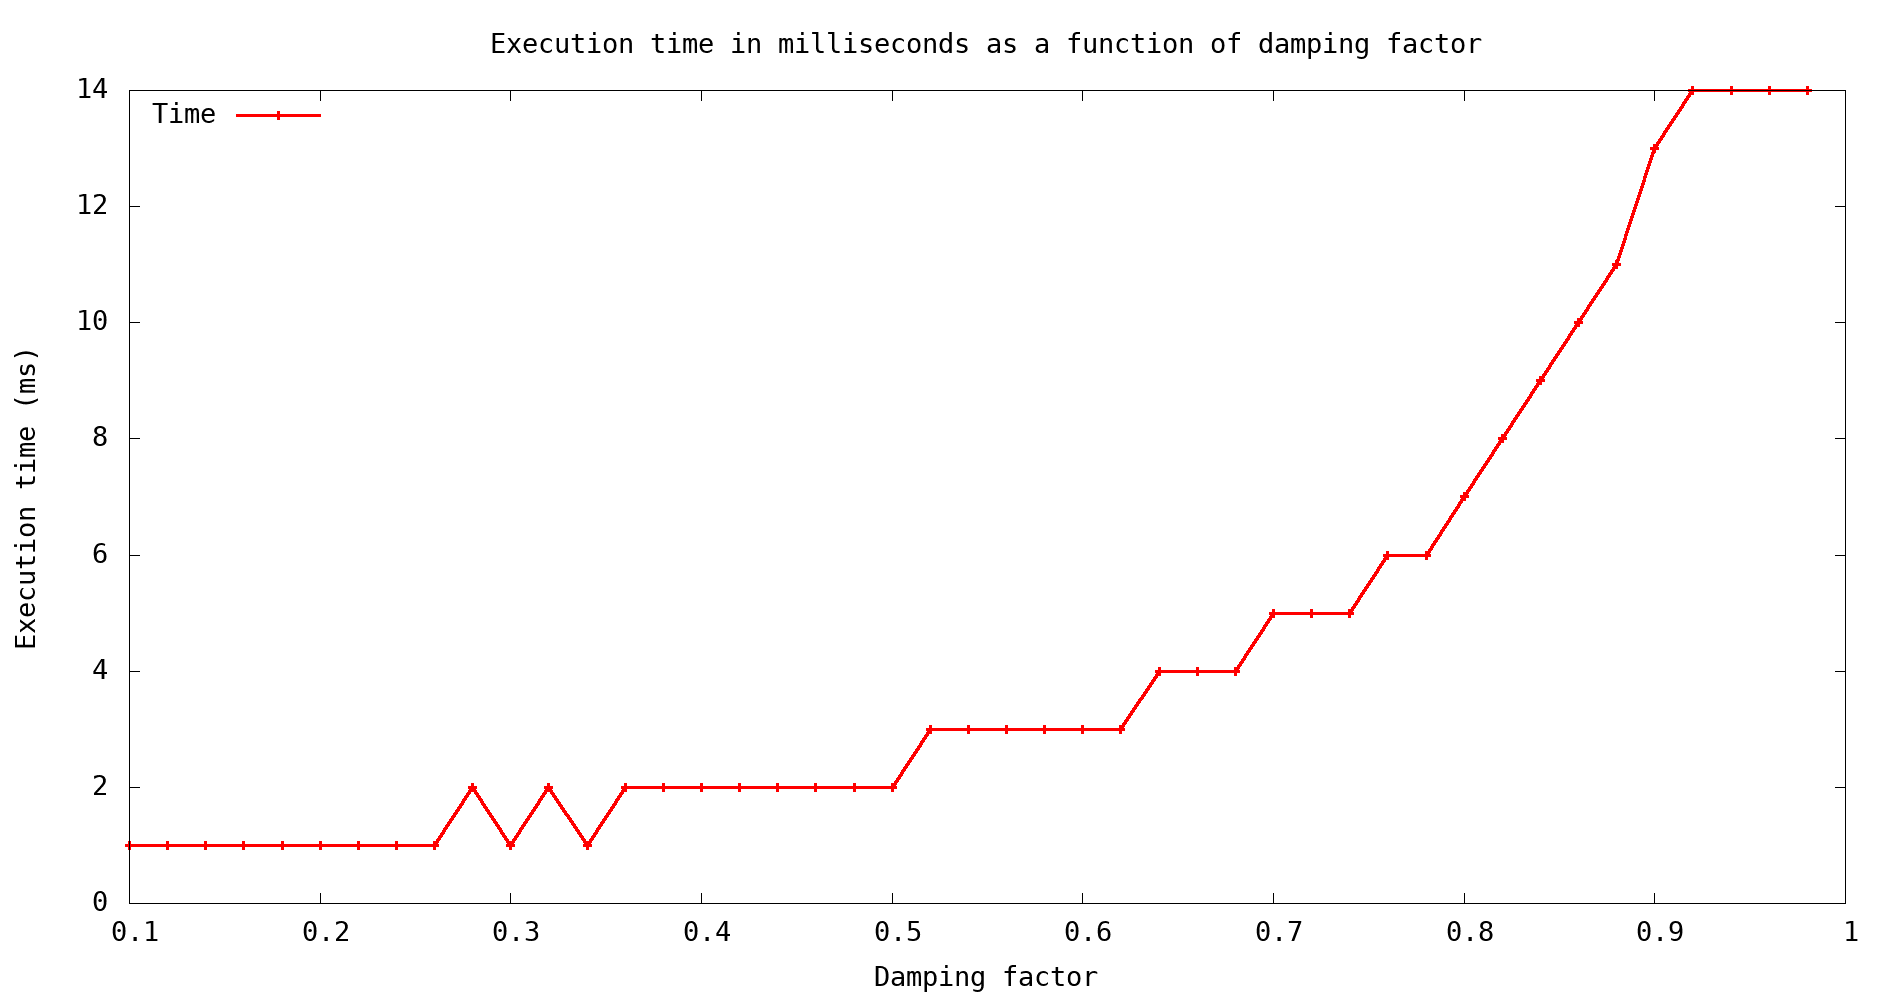 Execution time in milliseconds as a function of damping factor
Time
14
12
10
8
6
4
2
0
Execution time (ms)
0.1 0.2 0.3 0.4 0.5 0.6 0.7 0.8 0.9 1
Damping factor